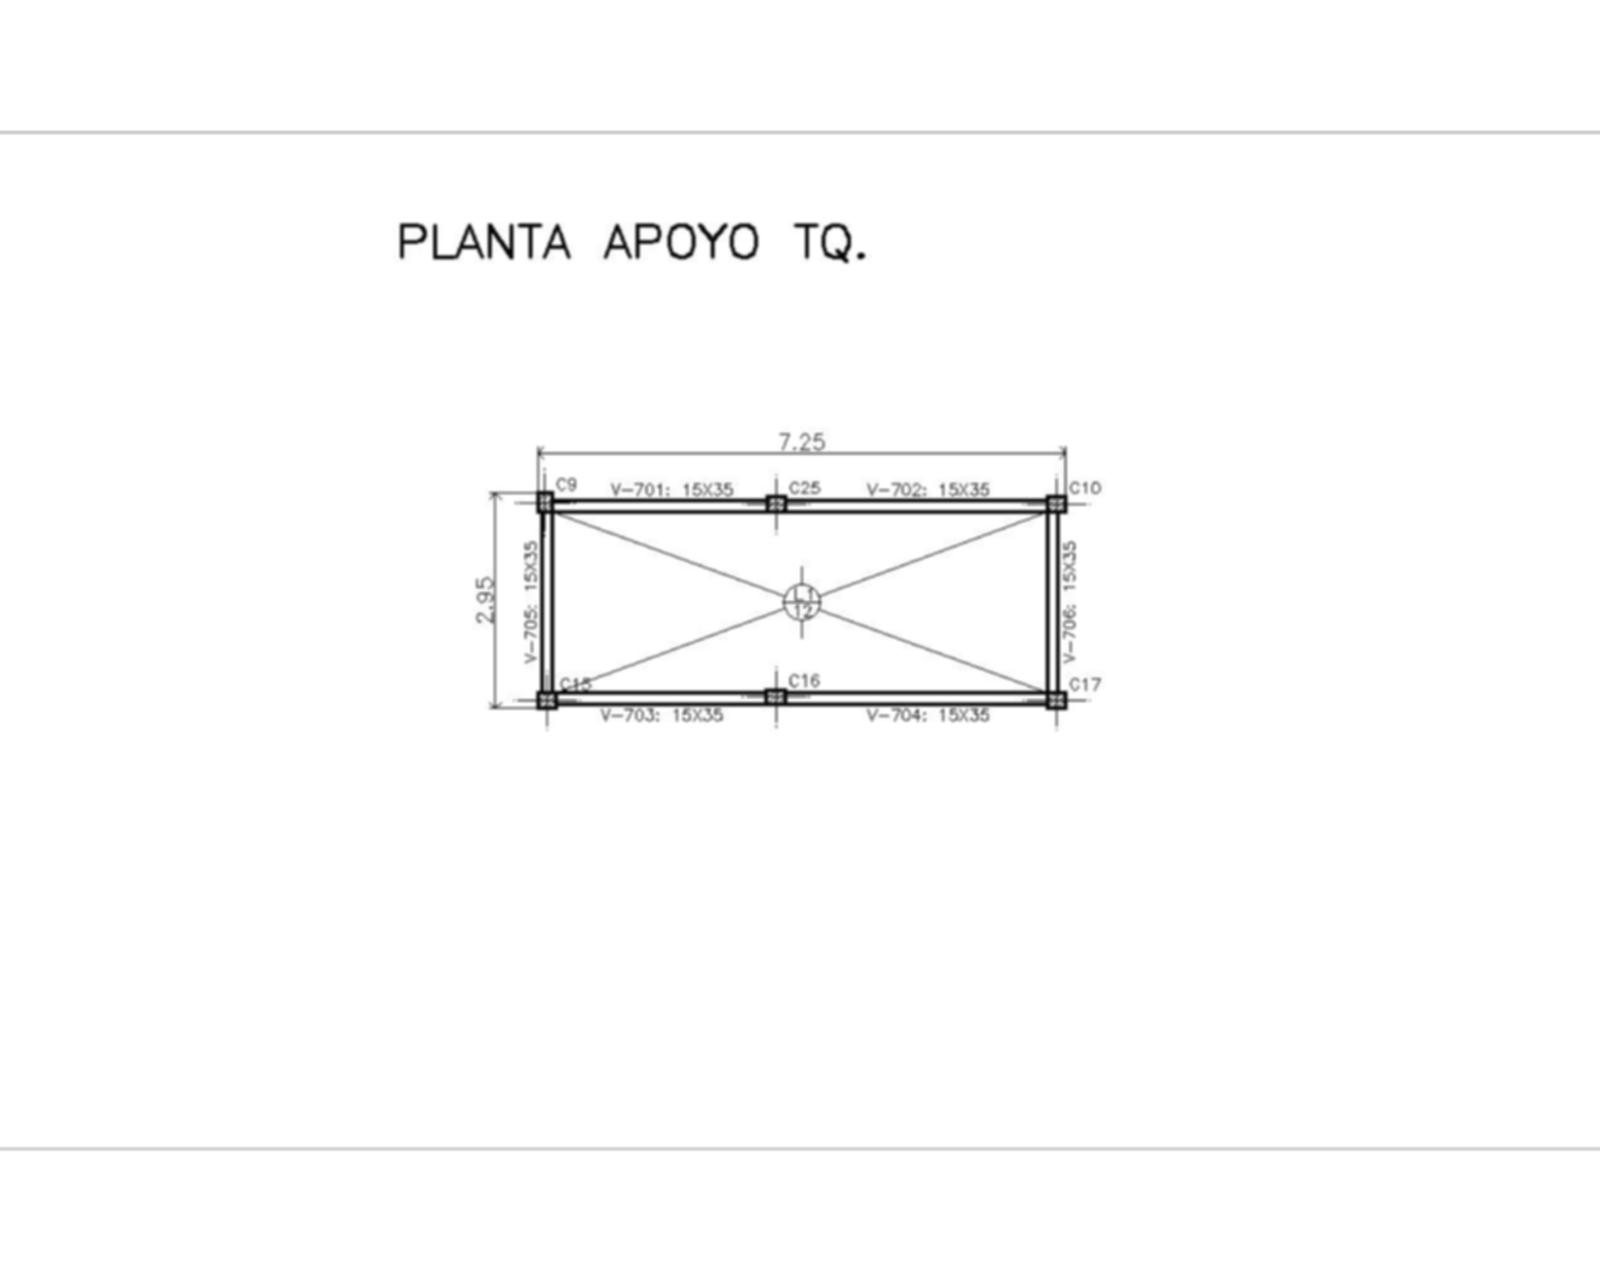 PLANTA APOYO TQ.
7.25
C9
V-701: 15X35
C25
V-702: 15X35
C10
2.95
V-705: 15X35
L1
12
V-706: 15X35
C15
C16
C17
V-703: 15X35
V-704: 15X35